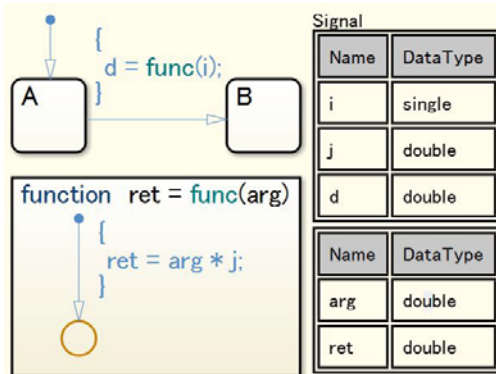 {
d = func(i);
}
A
B
function ret = func(arg)
{
ret = arg * j;
}
Signal
Name DataType
i single
j double
d double
Name DataType
arg double
ret double